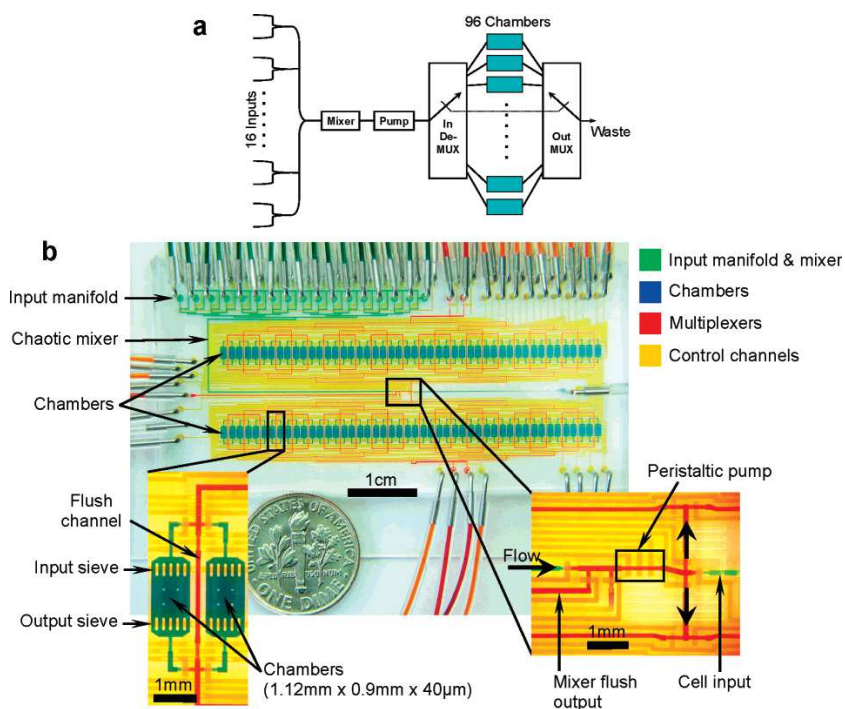 a
96 Chambers
16 Inputs
Mixer
Pump
In
De-
MUX
Out
MUX
Waste
b
Input manifold
Chaotic mixer
Chambers
Input manifold & mixer
Chambers
Multiplexers
Control channels
1cm
Flush
channel
Input sieve
Output sieve
1mm
Chambers
(1.12mm x 0.9mm x 40µm)
UNITED STATES OF AMERICA
ONE DIME
Peristaltic pump
Flow
1mm
Mixer flush
output
Cell input